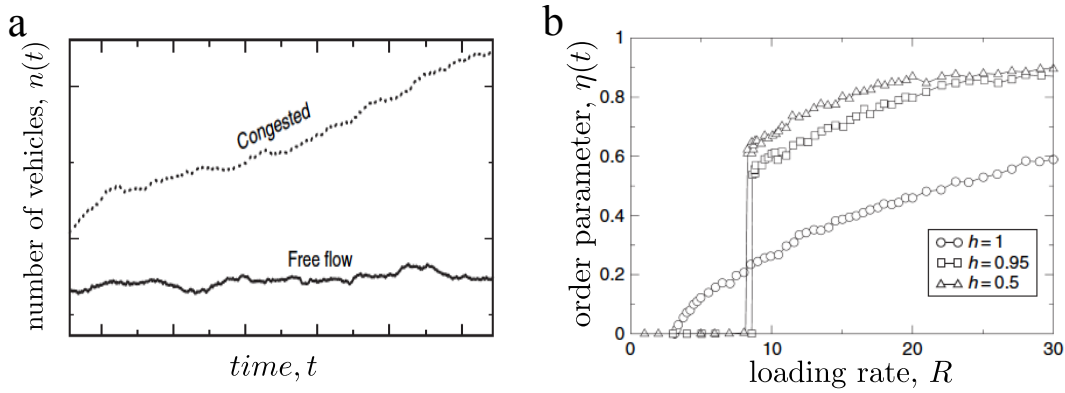 a
number of vehicles, n(t)
Congested
Free flow
time, t
b
order parameter, η(t)
1
0.8
0.6
0.4
0.2
0
h = 1
h = 0.95
h = 0.5
0 10 20 30
loading rate, R